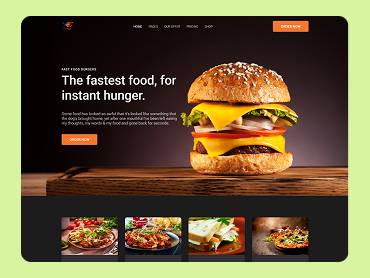 HOME PAGES OUR OFFER PRICING SHOP
ORDER NOW
FAST FOOD BURGERS
The fastest food, for
instant hunger.
Some food has looked so awful that it's looked like something that
the dog's brought home, yet after one mouthful I've been left eating
my thoughts, my words & my food and gone back for seconds.
ORDER NOW